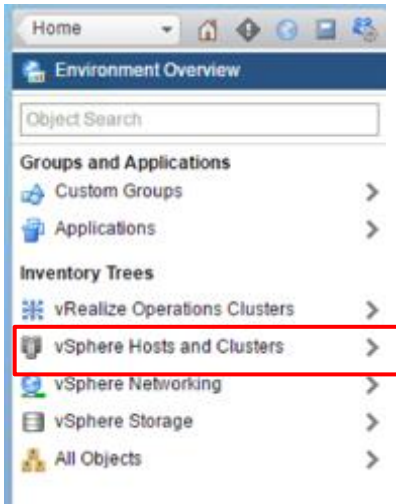 Home
Environment Overview
Object Search
Groups and Applications
Custom Groups
Applications
Inventory Trees
vRealize Operations Clusters
vSphere Hosts and Clusters
vSphere Networking
vSphere Storage
All Objects